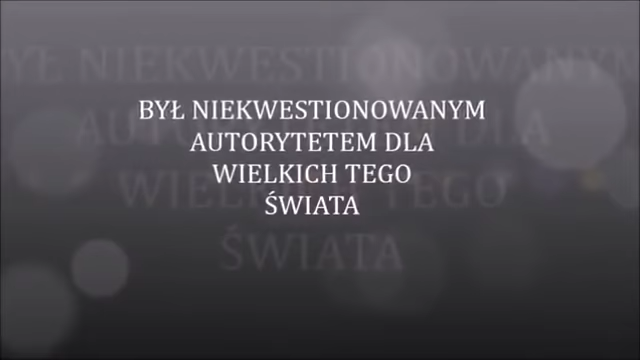 BYŁ NIEKWESTIONOWANYM
AUTORYTETEM DLA
WIELKICH TEGO
ŚWIATA